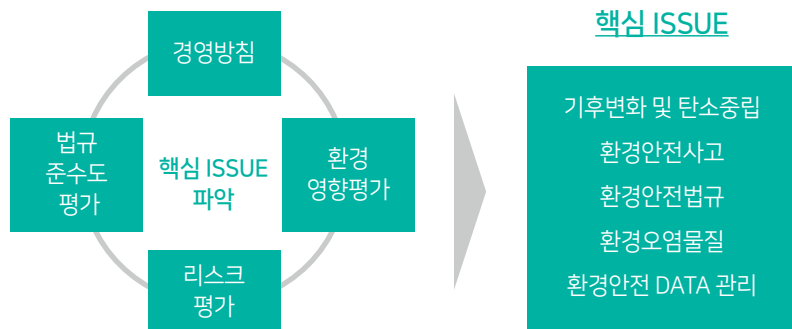 경영방침
법규
준수도
평가
핵심 ISSUE
파악
환경
영향평가
리스크
평가
핵심 ISSUE
기후변화 및 탄소중립
환경안전사고
환경안전법규
환경오염물질
환경안전 DATA 관리